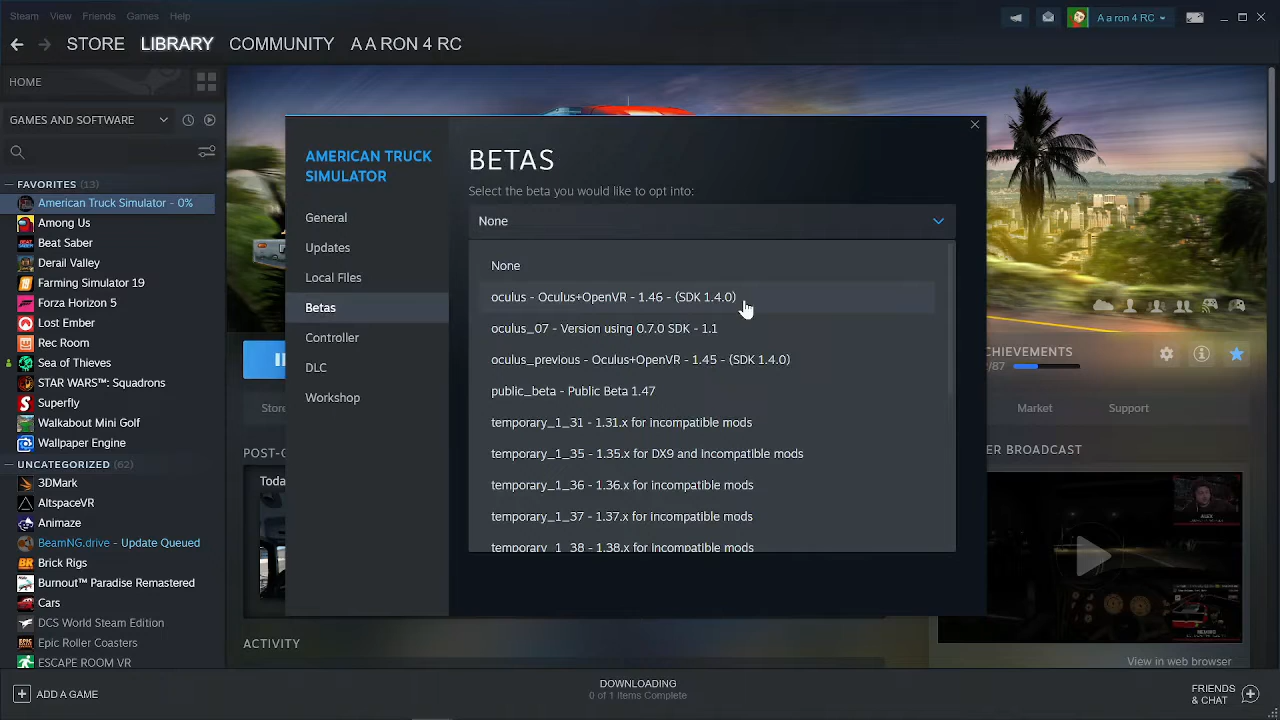 Steam View Friends Games Help
A a ron 4 RC
STORE LIBRARY COMMUNITY A A RON 4 RC
HOME
GAMES AND SOFTWARE
FAVORITES (13)
American Truck Simulator - 0%
Among Us
Beat Saber
Derail Valley
Farming Simulator 19
Forza Horizon 5
Lost Ember
Rec Room
Sea of Thieves
STAR WARS™: Squadrons
Superfly
Walkabout Mini Golf
Wallpaper Engine
UNCATEGORIZED (62)
3DMark
AltspaceVR
Animaze
BeamNG.drive - Update Queued
Brick Rigs
Burnout™ Paradise Remastered
Cars
DCS World Steam Edition
Epic Roller Coasters
ESCAPE ROOM VR
AMERICAN TRUCK
SIMULATOR
General
Updates
Local Files
Betas
Controller
DLC
Workshop
BETAS
Select the beta you would like to opt into:
None
None
oculus - Oculus+OpenVR - 1.46 - (SDK 1.4.0)
oculus_07 - Version using 0.7.0 SDK - 1.1
oculus_previous - Oculus+OpenVR - 1.45 - (SDK 1.4.0)
public_beta - Public Beta 1.47
temporary_1_31 - 1.31.x for incompatible mods
temporary_1_35 - 1.35.x for DX9 and incompatible mods
temporary_1_36 - 1.36.x for incompatible mods
temporary_1_37 - 1.37.x for incompatible mods
temporary_1_38 - 1.38.x for incompatible mods
CHIEVEMENTS
/87
Stor
Market Support
POST-G
Toda
ER BROADCAST
View in web browser
ACTIVITY
ADD A GAME
DOWNLOADING
0 of 1 Items Complete
FRIENDS
& CHAT